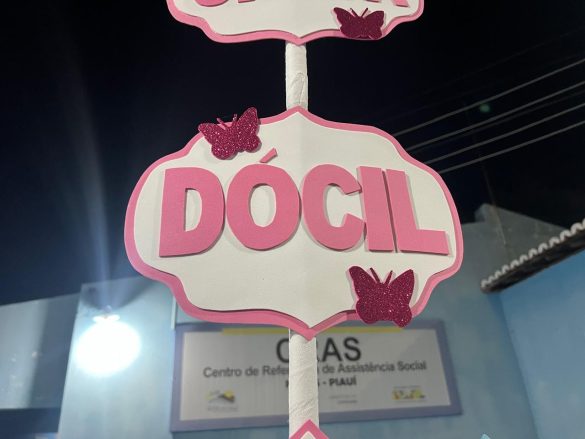 DÓCIL
CRAS
Centro de Referência de Assistência Social
PIAUÍ